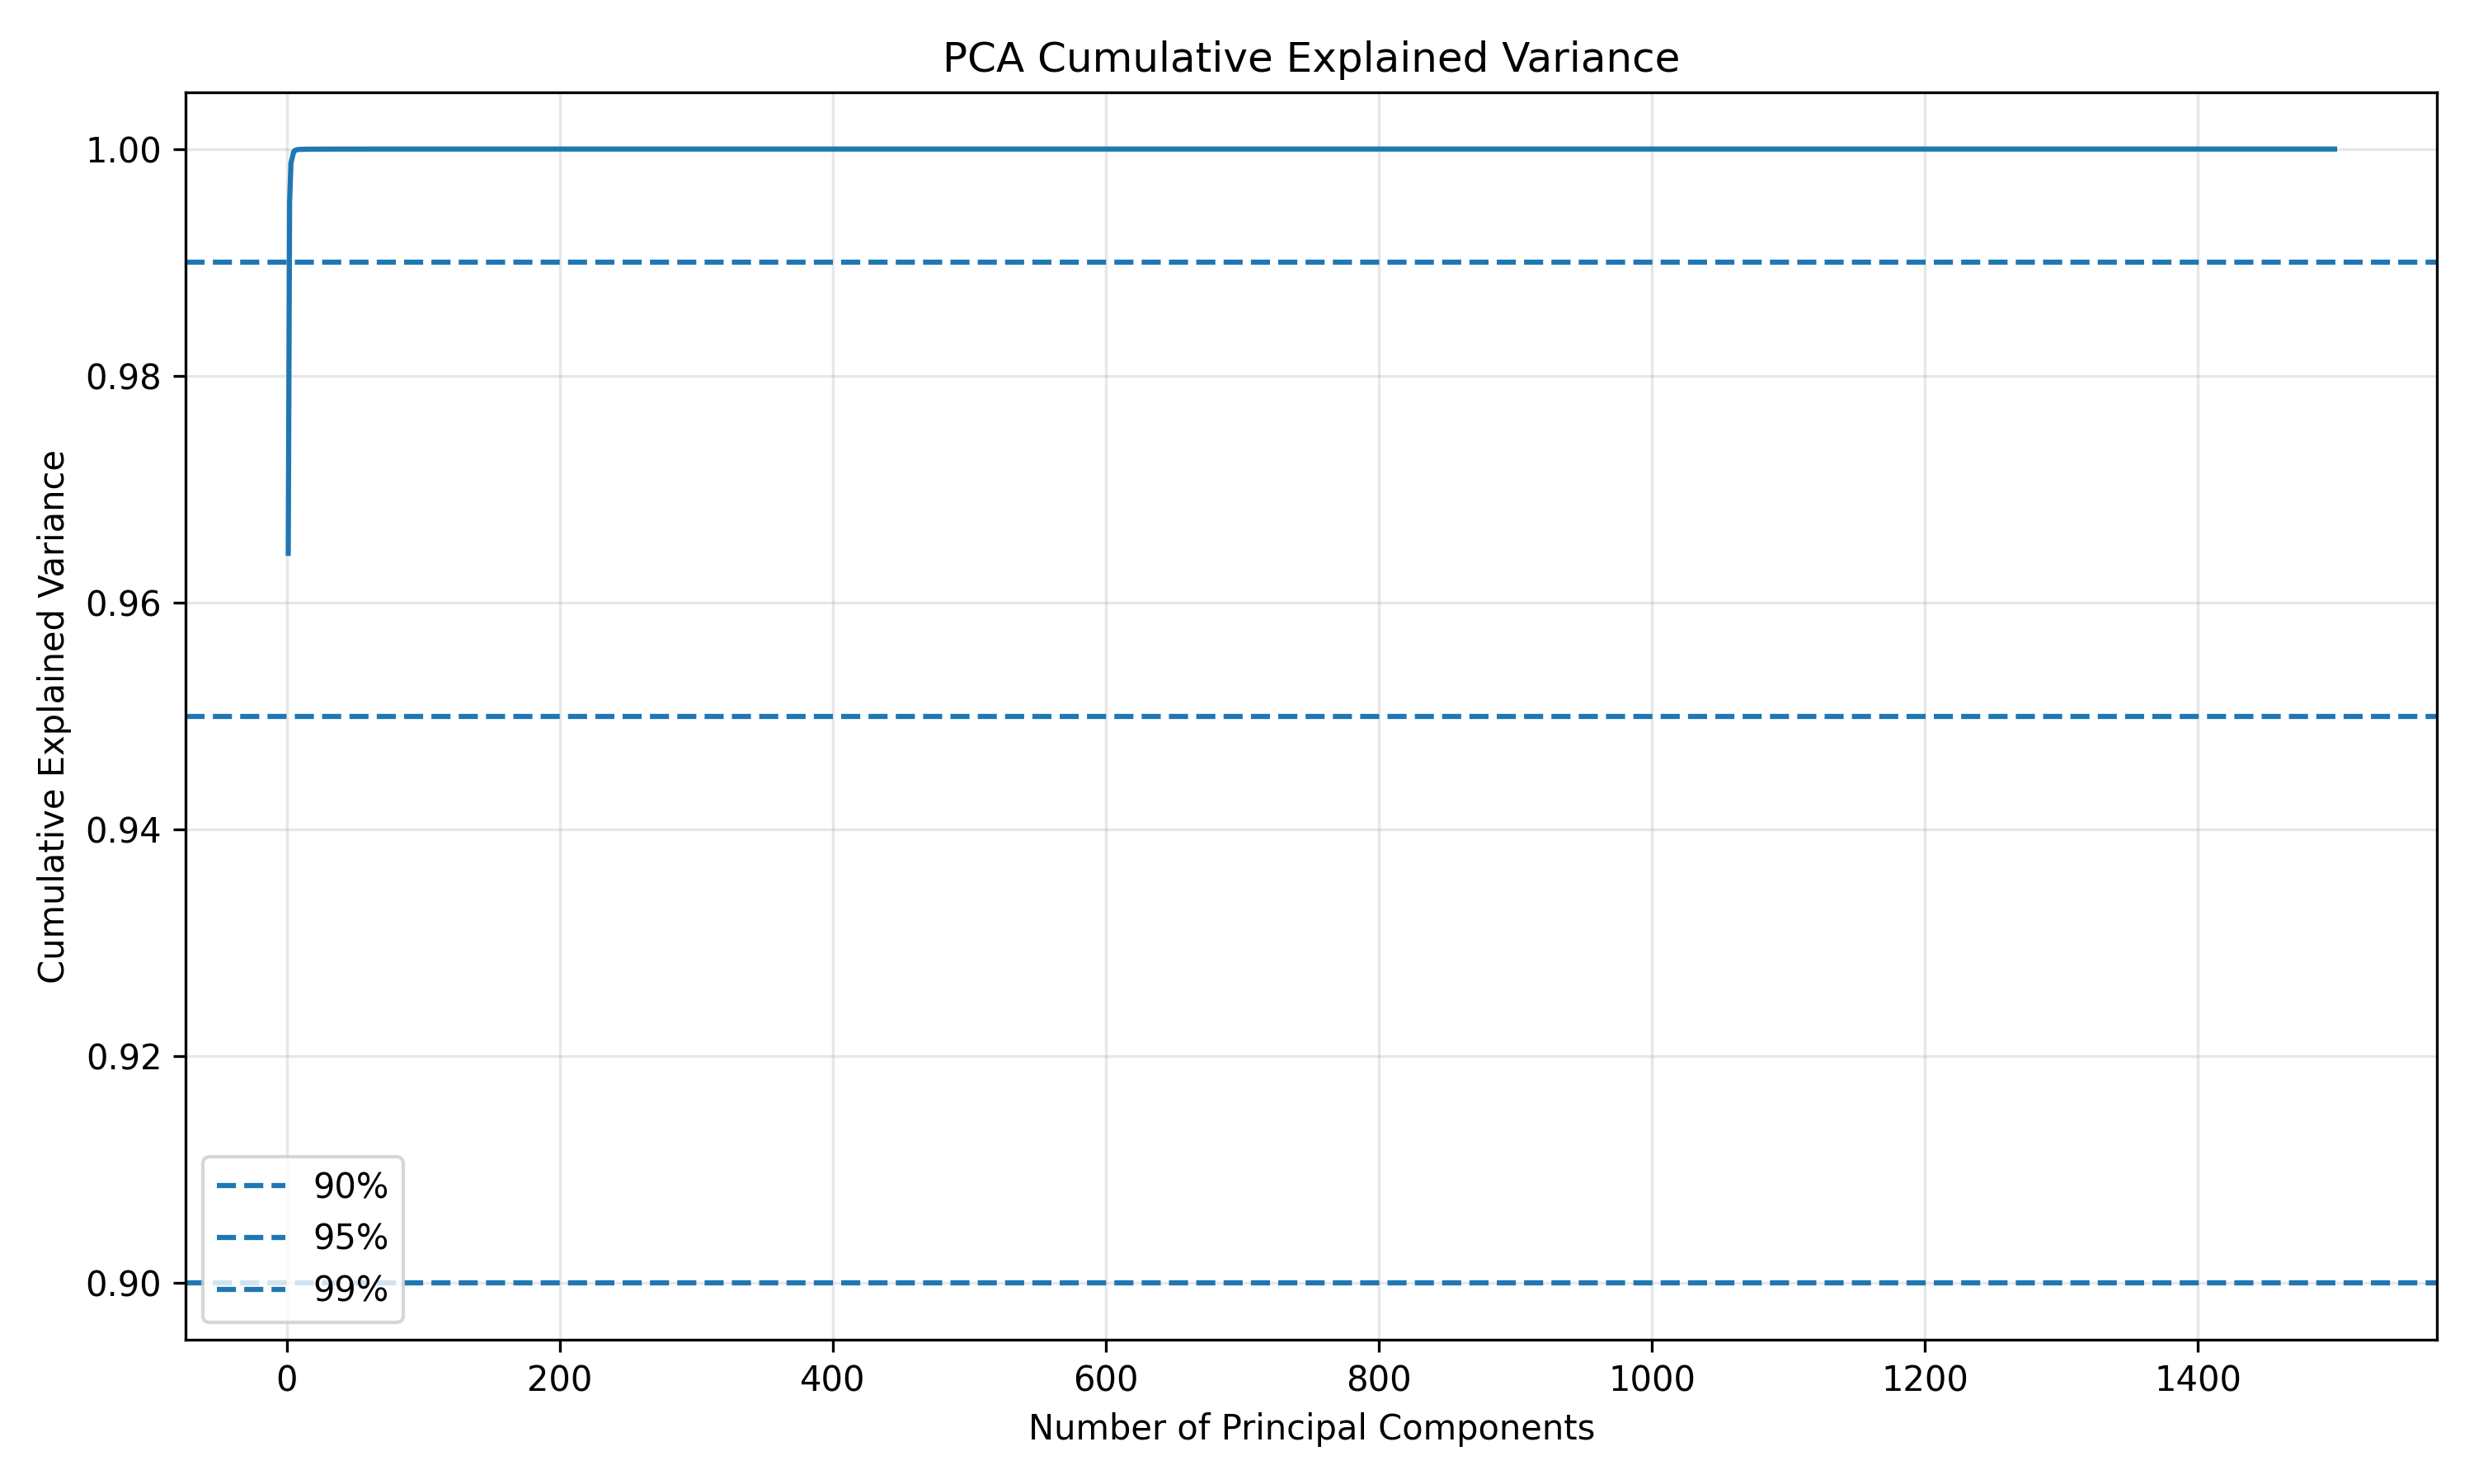 PCA Cumulative Explained Variance
Cumulative Explained Variance
1.00
0.98
0.96
0.94
0.92
0.90
90%
95%
99%
0 200 400 600 800 1000 1200 1400
Number of Principal Components